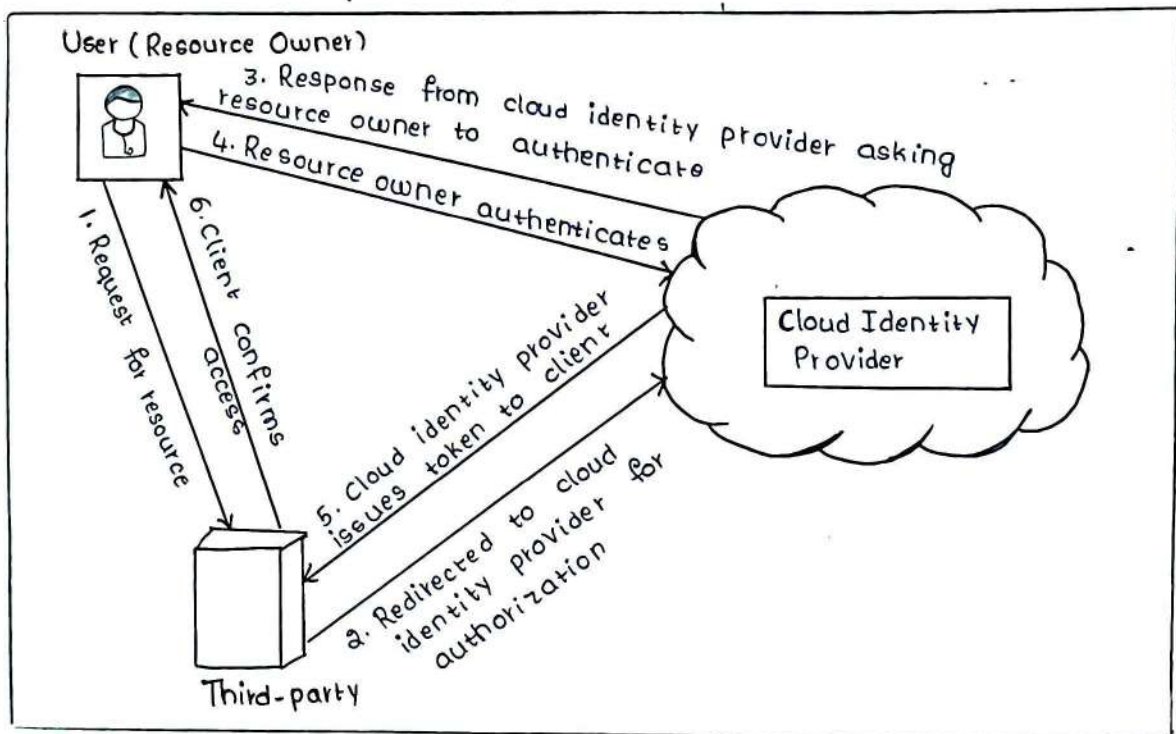 User (Resource Owner)
3. Response from cloud identity provider asking
resource owner to authenticate
4. Resource owner authenticates
1. Request for resource
6. Client confirms
access
5. Cloud identity provider
issues token to client
2. Redirected to cloud
identity provider for
authorization
Cloud Identity
Provider
Third-party